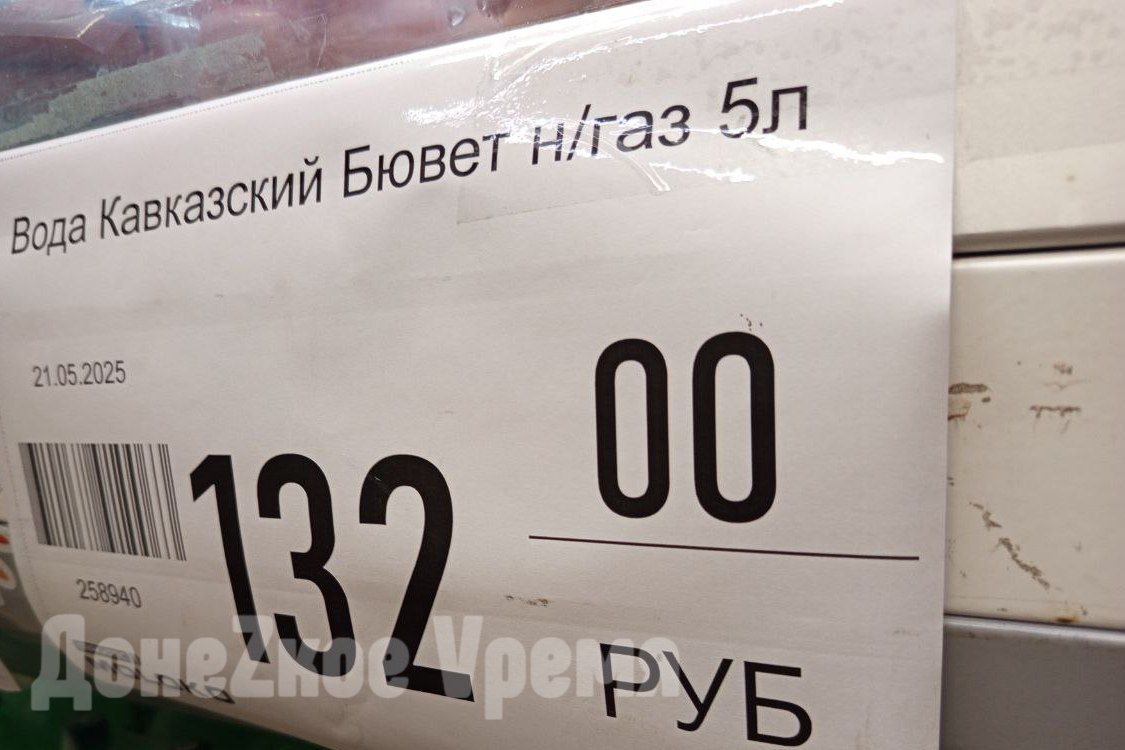 Вода Кавказский Бювет н/газ 5л
21.05.2025
132
00
РУБ
258940
ДонеZкое Vремя